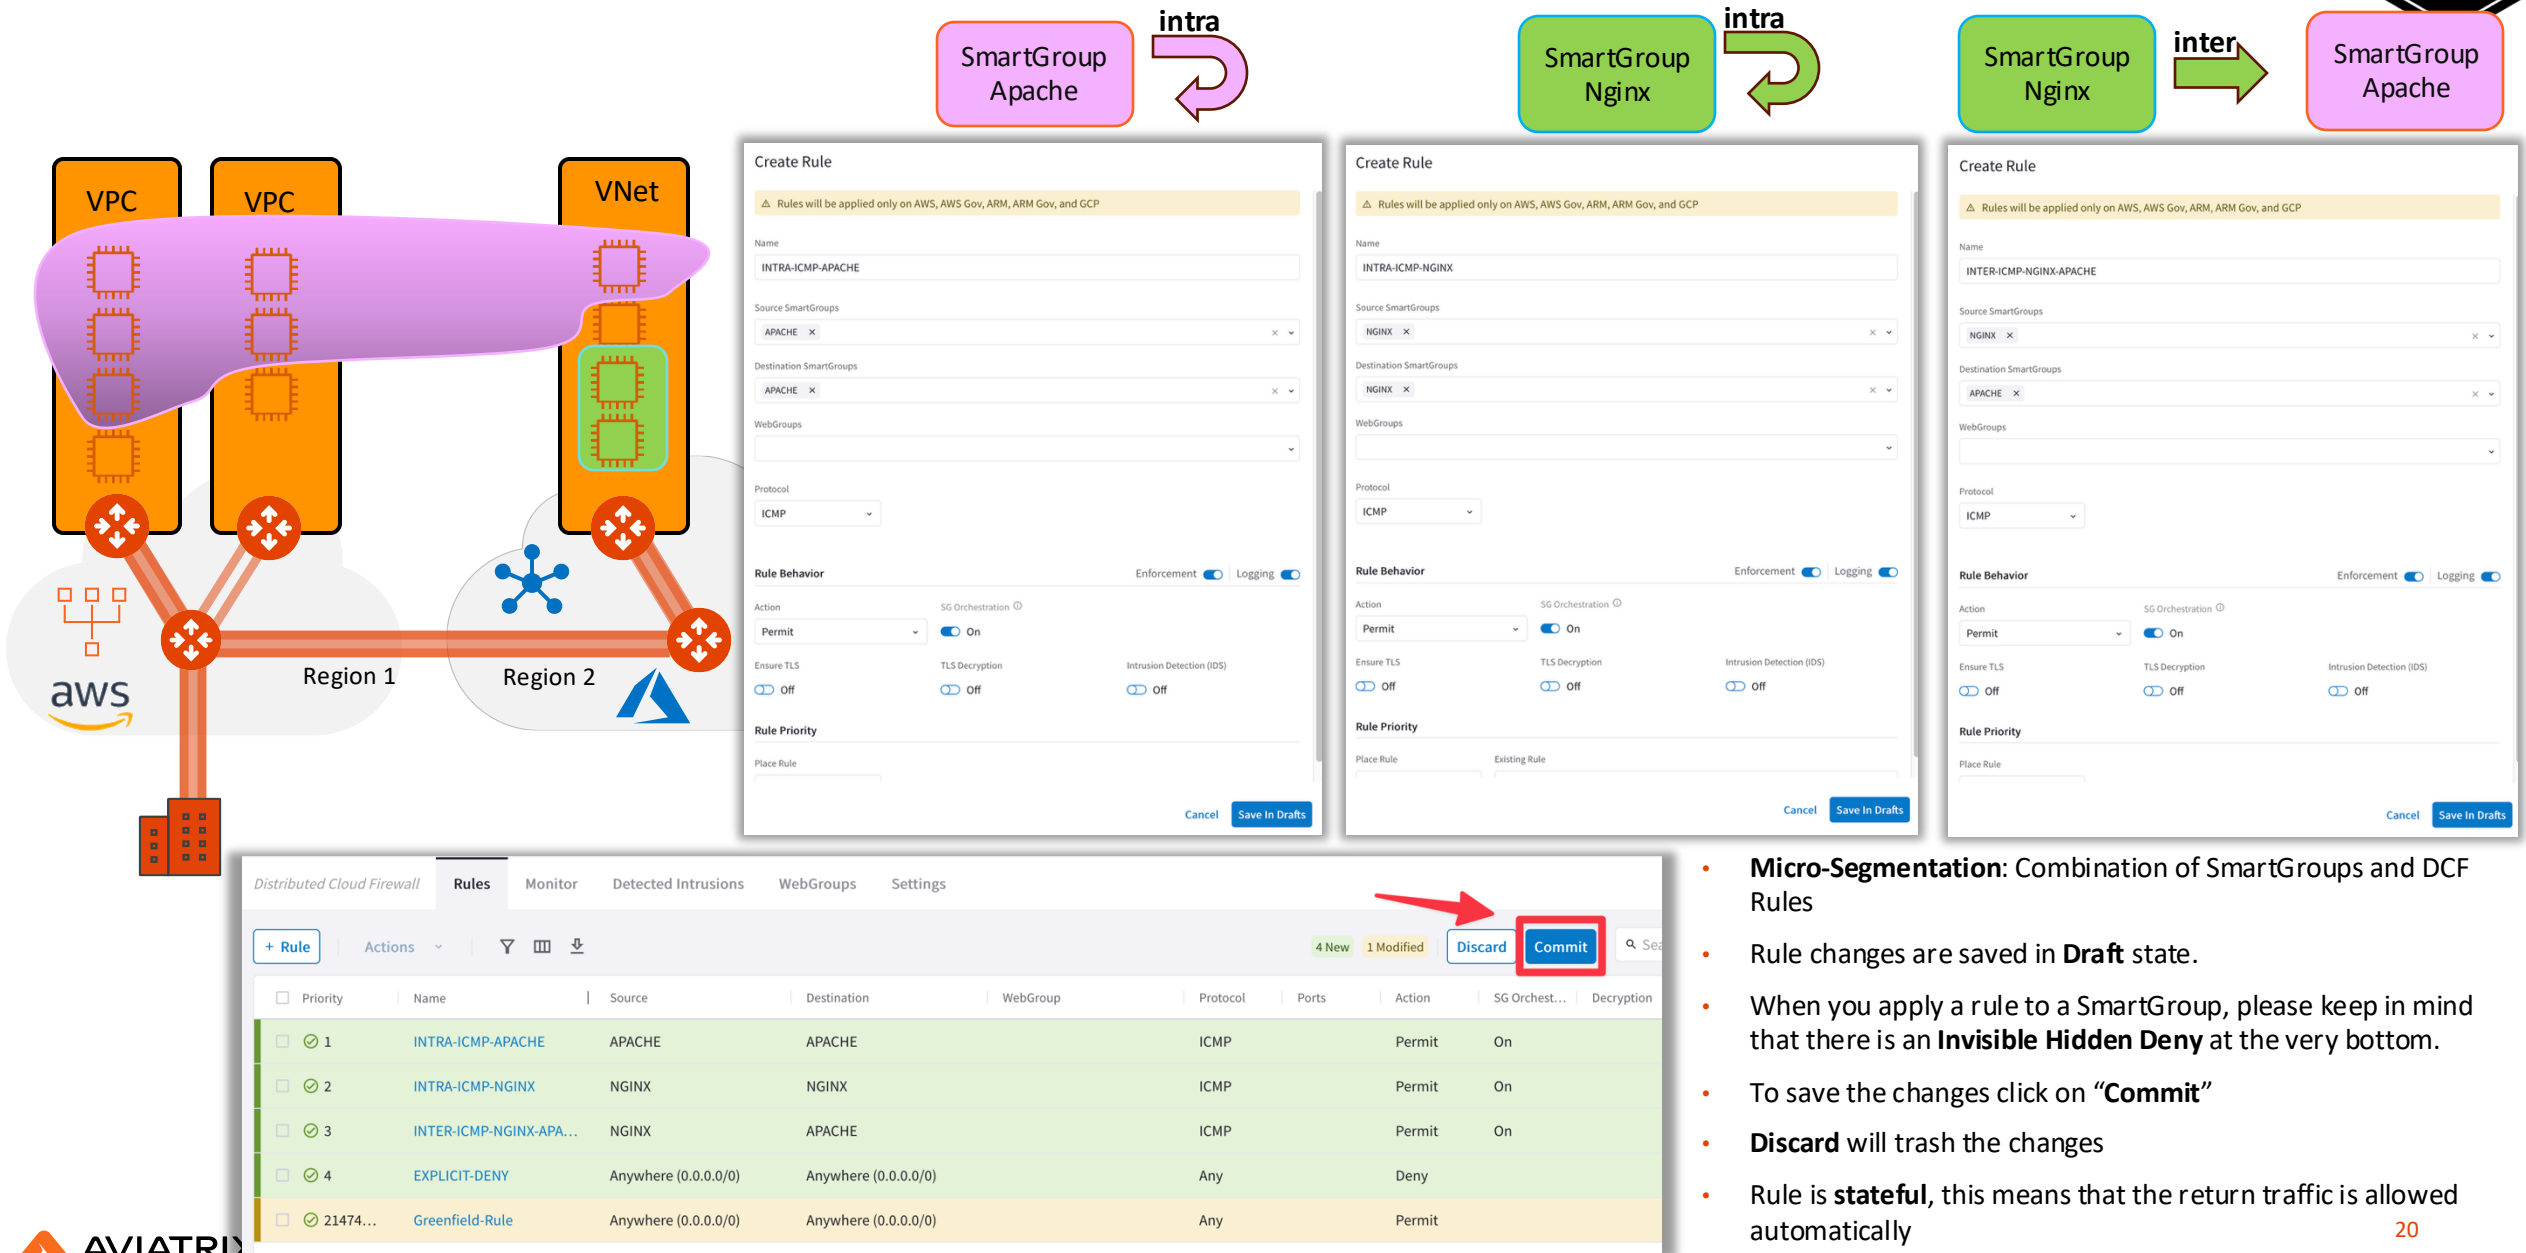 intra
intra
inter
SmartGroup
Apache
SmartGroup
Nginx
SmartGroup
Nginx
SmartGroup
Apache
VPC
VPC
VNet
aws
Region 1
Region 2
Create Rule
Rules will be applied only on AWS, AWS Gov, ARM, ARM Gov, and GCP
Name
INTRA-ICMP-APACHE
Source SmartGroups
APACHE ×
Destination SmartGroups
APACHE ×
WebGroups
Protocol
ICMP
Rule Behavior Enforcement Logging
Action SG Orchestration
Permit On
Ensure TLS TLS Decryption Intrusion Detection (IDS)
Off Off Off
Rule Priority
Place Rule
Cancel Save In Drafts
Create Rule
Rules will be applied only on AWS, AWS Gov, ARM, ARM Gov, and GCP
Name
INTRA-ICMP-NGINX
Source SmartGroups
NGINX ×
Destination SmartGroups
NGINX ×
WebGroups
Protocol
ICMP
Rule Behavior Enforcement Logging
Action SG Orchestration
Permit On
Ensure TLS TLS Decryption Intrusion Detection (IDS)
Off Off Off
Rule Priority
Place Rule Existing Rule
Cancel Save In Drafts
Create Rule
Rules will be applied only on AWS, AWS Gov, ARM, ARM Gov, and GCP
Name
INTER-ICMP-NGINX-APACHE
Source SmartGroups
NGINX ×
Destination SmartGroups
APACHE ×
WebGroups
Protocol
ICMP
Rule Behavior Enforcement Logging
Action SG Orchestration
Permit On
Ensure TLS TLS Decryption Intrusion Detection (IDS)
Off Off Off
Rule Priority
Place Rule
Cancel Save In Drafts
Distributed Cloud Firewall Rules Monitor Detected Intrusions WebGroups Settings
+ Rule Actions 4 New 1 Modified Discard Commit Sea
Priority Name Source Destination WebGroup Protocol Ports Action SG Orchest... Decryption
1 INTRA-ICMP-APACHE APACHE APACHE ICMP Permit On
2 INTRA-ICMP-NGINX NGINX NGINX ICMP Permit On
3 INTER-ICMP-NGINX-APA... NGINX APACHE ICMP Permit On
4 EXPLICIT-DENY Anywhere (0.0.0.0/0) Anywhere (0.0.0.0/0) Any Deny
21474... Greenfield-Rule Anywhere (0.0.0.0/0) Anywhere (0.0.0.0/0) Any Permit
• Micro-Segmentation: Combination of SmartGroups and DCF
Rules
• Rule changes are saved in Draft state.
• When you apply a rule to a SmartGroup, please keep in mind
that there is an Invisible Hidden Deny at the very bottom.
• To save the changes click on “Commit”
• Discard will trash the changes
• Rule is stateful, this means that the return traffic is allowed
automatically
AVIATRIX
20